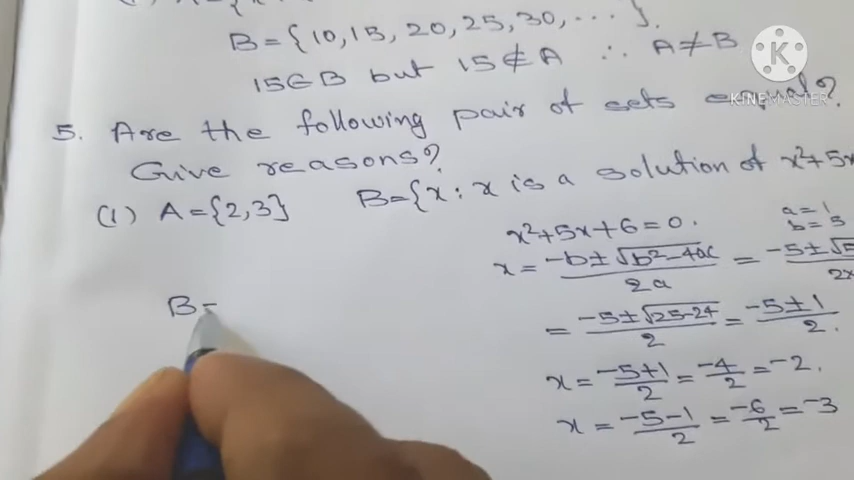 B={10,15,20,25,30,...}.
15∈B but 15∉A ∴ A≠B
5. Are the following pair of sets equal?
Give reasons?
(1) A={2,3} B={x:x is a solution of x²+5x
x²+5x+6=0.
a=1
b=5
x=-b±√b²-4ac/2a = -5±√5
2x
= -5±√25-24/2 = -5±1/2.
B=
x=-5+1/2=-4/2=-2.
x=-5-1/2=-6/2=-3
K
KINEMASTER